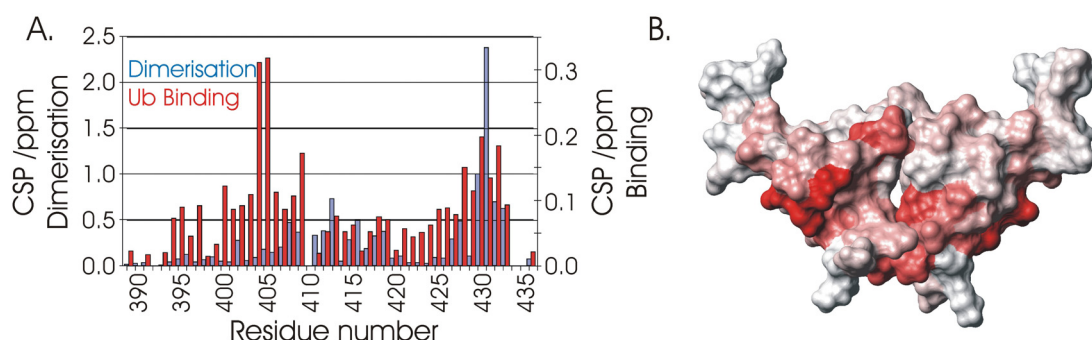 A.
B.
CSP /ppm
Dimerisation
2.5
2.0
1.5
1.0
0.5
0.0
Dimerisation
Ub Binding
0.3
0.2
0.1
0.0
CSP /ppm
Binding
390
395
400
405
410
415
420
425
430
435
Residue number